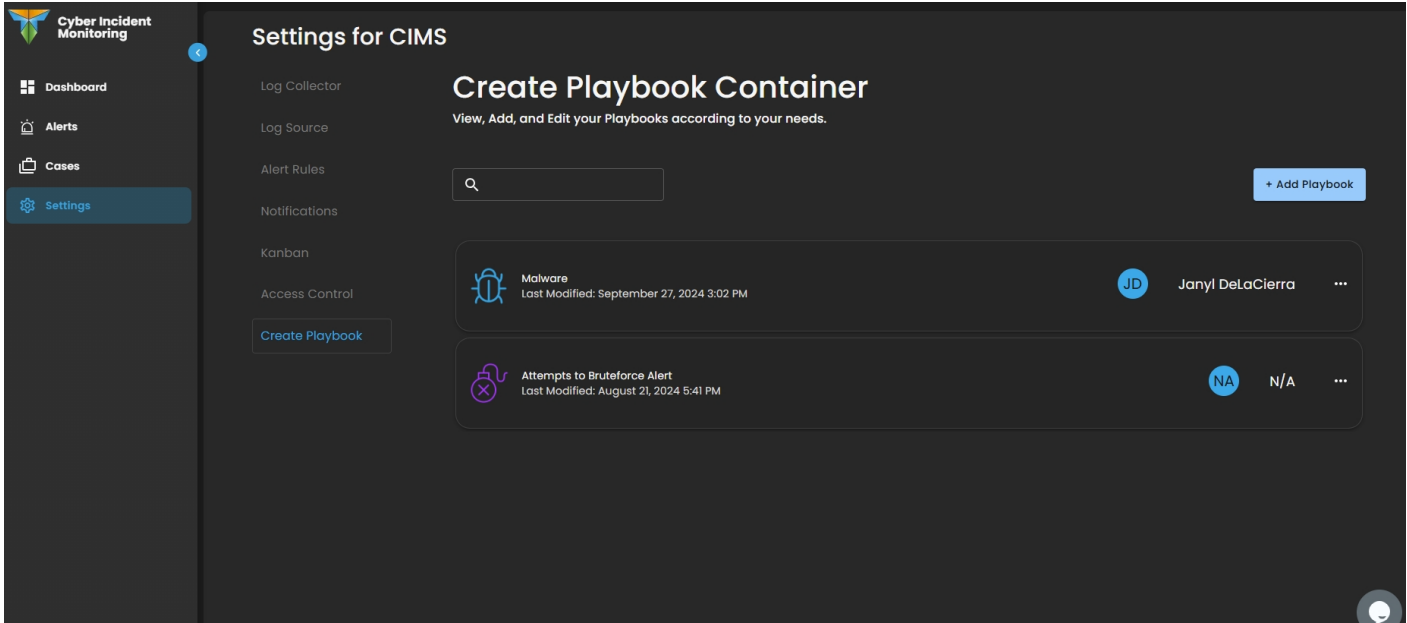 Cyber Incident
Monitoring
Dashboard
Alerts
Cases
Settings
Settings for CIMS
Log Collector
Log Source
Alert Rules
Notifications
Kanban
Access Control
Create Playbook
Create Playbook Container
View, Add, and Edit your Playbooks according to your needs.
+ Add Playbook
Malware
Last Modified: September 27, 2024 3:02 PM
JD
Janyl DeLaCierra
Attempts to Bruteforce Alert
Last Modified: August 21, 2024 5:41 PM
NA
N/A